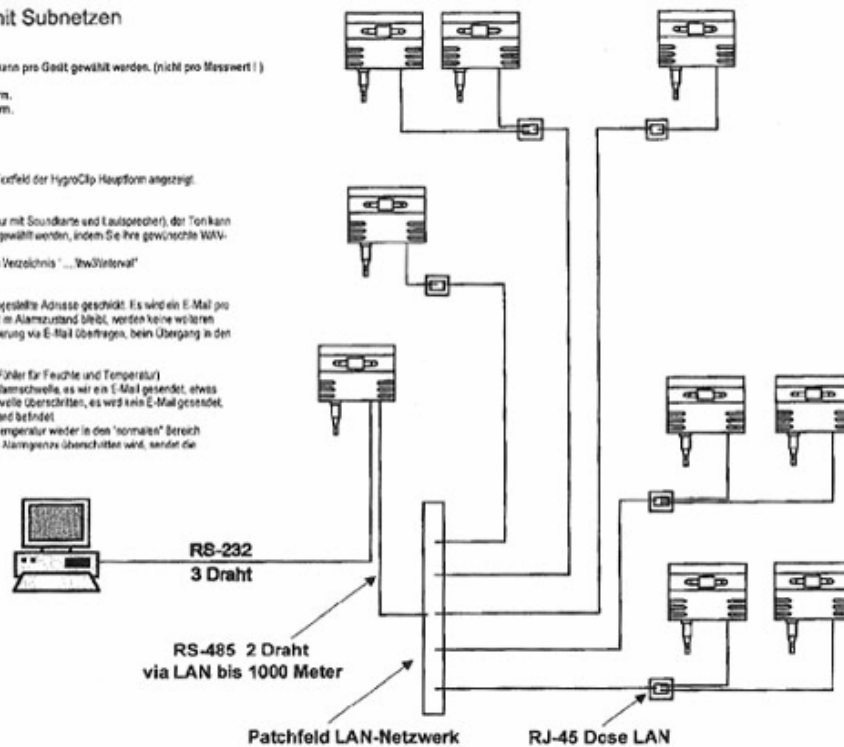 mit Subnetzen
kann pro Gerät gewählt werden. (nicht pro Messwert ! )
Textfeld der HygroClip Hauptform angezeigt.
nur mit Soundkarte und Lautsprecher), der Ton kann
gewählt werden, indem Sie Ihre gewünschte WAV-
Verzeichnis
Adresse geschickt. Es wird ein E-Mail pro
im Alarmzustand bleibt, werden keine weiteren
via E-Mail übertragen, beim Übergang in den
Fühler für Feuchte und Temperatur)
Alarmschwelle, es wir ein E-Mail gesendet, etwas
überschritten, es wird kein E-Mail gesendet,
befindet
Temperatur wieder in den "normalen" Bereich
Alarmgrenze überschritten wird, sendet die
RS-232
3 Draht
RS-485 2 Draht
via LAN bis 1000 Meter
Patchfeld LAN-Netzwerk
RJ-45 Dose LAN